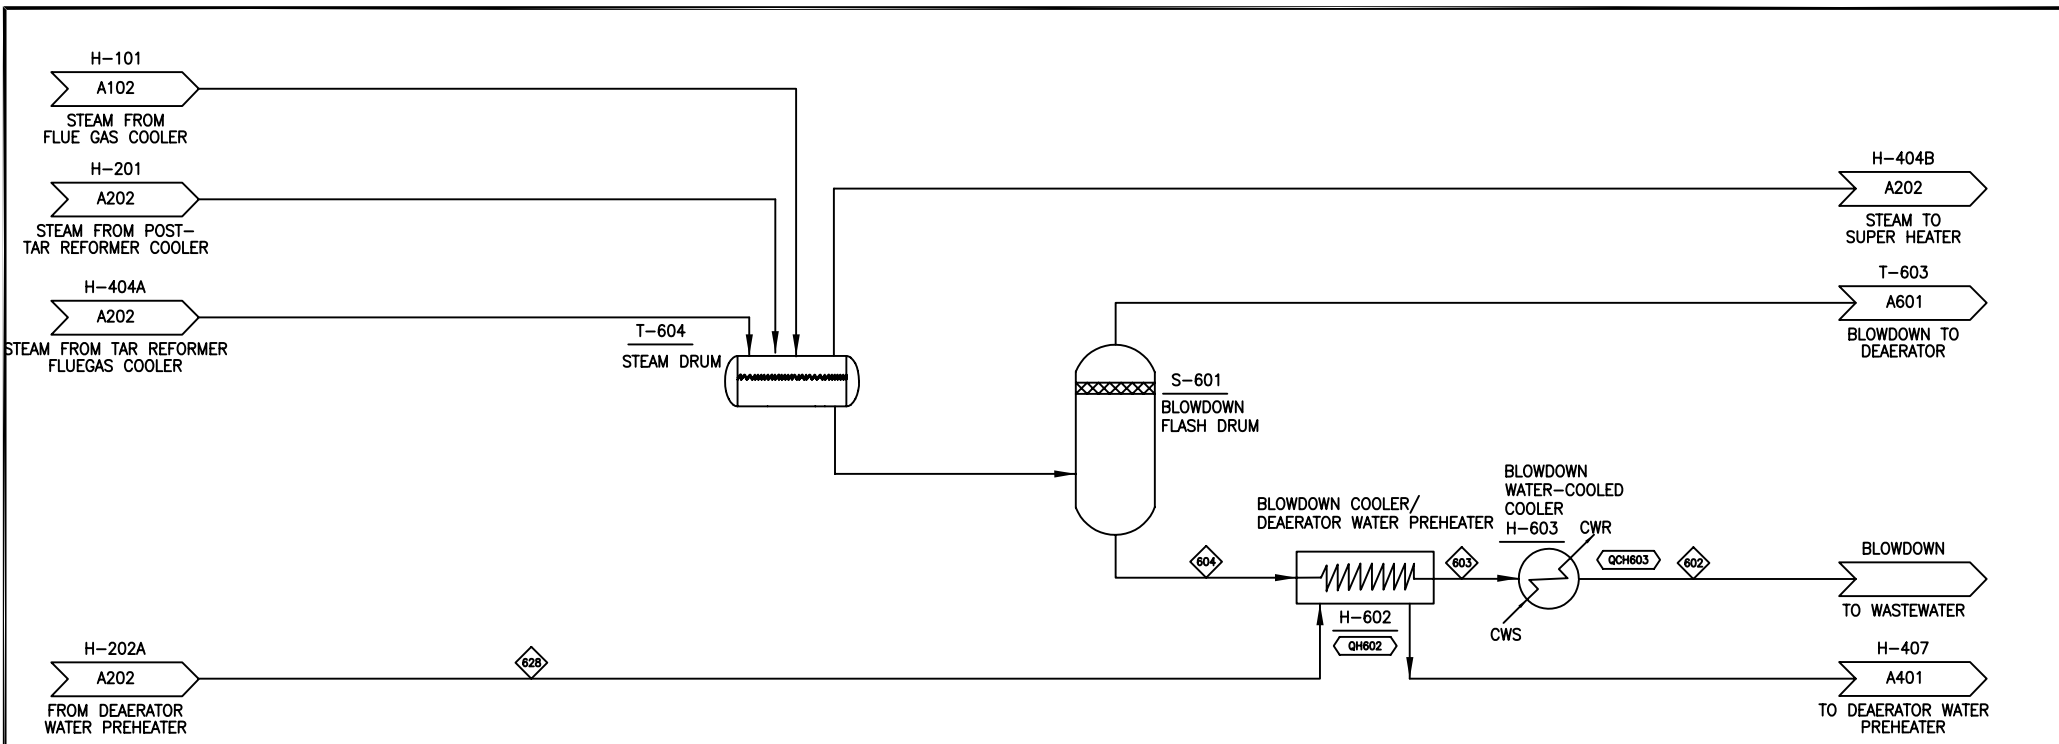 H-101
A102
STEAM FROM
FLUE GAS COOLER
H-201
A202
STEAM FROM POST-
TAR REFORMER COOLER
H-404A
A202
STEAM FROM TAR REFORMER
FLUEGAS COOLER
T-604
STEAM DRUM
H-404B
A202
STEAM TO
SUPER HEATER
T-603
A601
BLOWDOWN TO
DEAERATOR
S-601
BLOWDOWN
FLASH DRUM
BLOWDOWN COOLER/
DEAERATOR WATER PREHEATER
BLOWDOWN
WATER-COOLED
COOLER
H-603
CWR
604
603
QCH603
602
CWS
H-602
QH602
BLOWDOWN
TO WASTEWATER
H-202A
A202
FROM DEAERATOR
WATER PREHEATER
628
H-407
A401
TO DEAERATOR WATER
PREHEATER